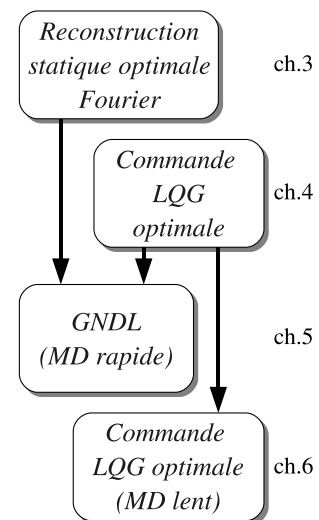 Reconstruction
statique optimale
Fourier
ch.3
Commande
LQG
optimale
ch.4
GNDL
(MD rapide)
ch.5
Commande
LQG optimale
(MD lent)
ch.6